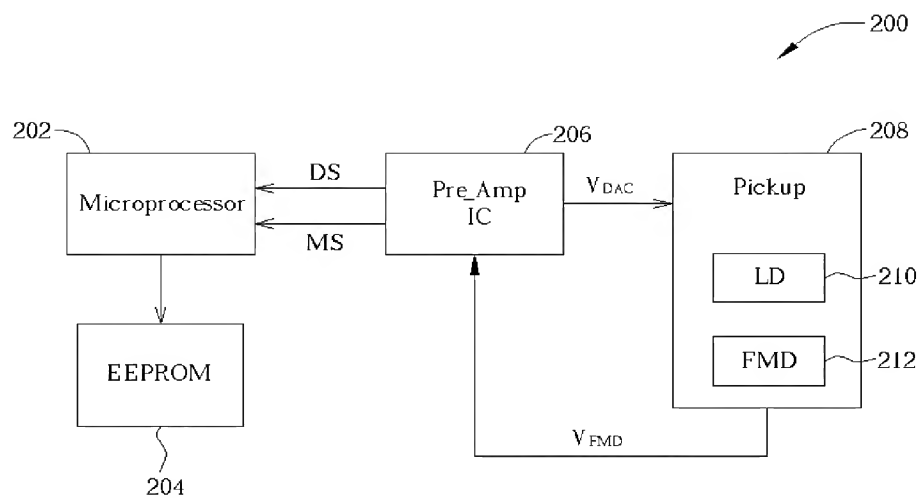 200
202
206
208
Microprocessor
DS
MS
Pre_Amp
IC
VDAC
Pickup
LD
210
FMD
212
EEPROM
204
VFMD